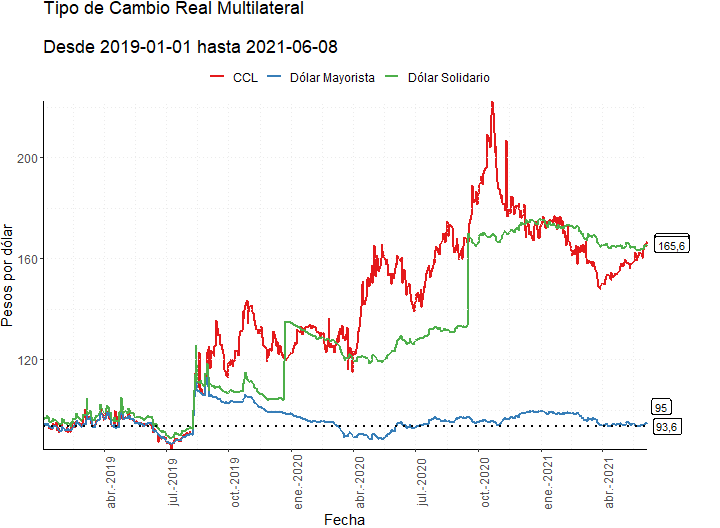 Tipo de Cambio Real Multilateral
Desde 2019-01-01 hasta 2021-06-08
CCL Dólar Mayorista Dólar Solidario
Pesos por dólar
200
160
120
165,6
95
93,6
abr.-2019
jul.-2019
oct.-2019
ene.-2020
abr.-2020
jul.-2020
oct.-2020
ene.-2021
abr.-2021
Fecha